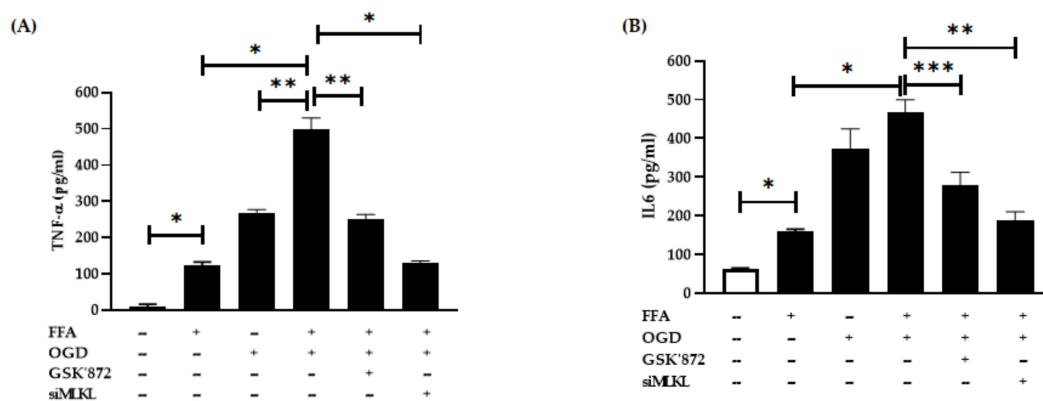 (A)
*
*
** **
*
TNF-α (pg/ml)
600
500
400
300
200
100
0
FFA -- + -- + + +
OGD -- -- + + + +
GSK'872 -- -- -- -- + --
siMLKL -- -- -- -- -- +
(B)
**
* ***
*
IL6 (pg/ml)
600
500
400
300
200
100
0
FFA -- + -- + + +
OGD -- -- + + + +
GSK'872 -- -- -- -- + --
siMLKL -- -- -- -- -- +